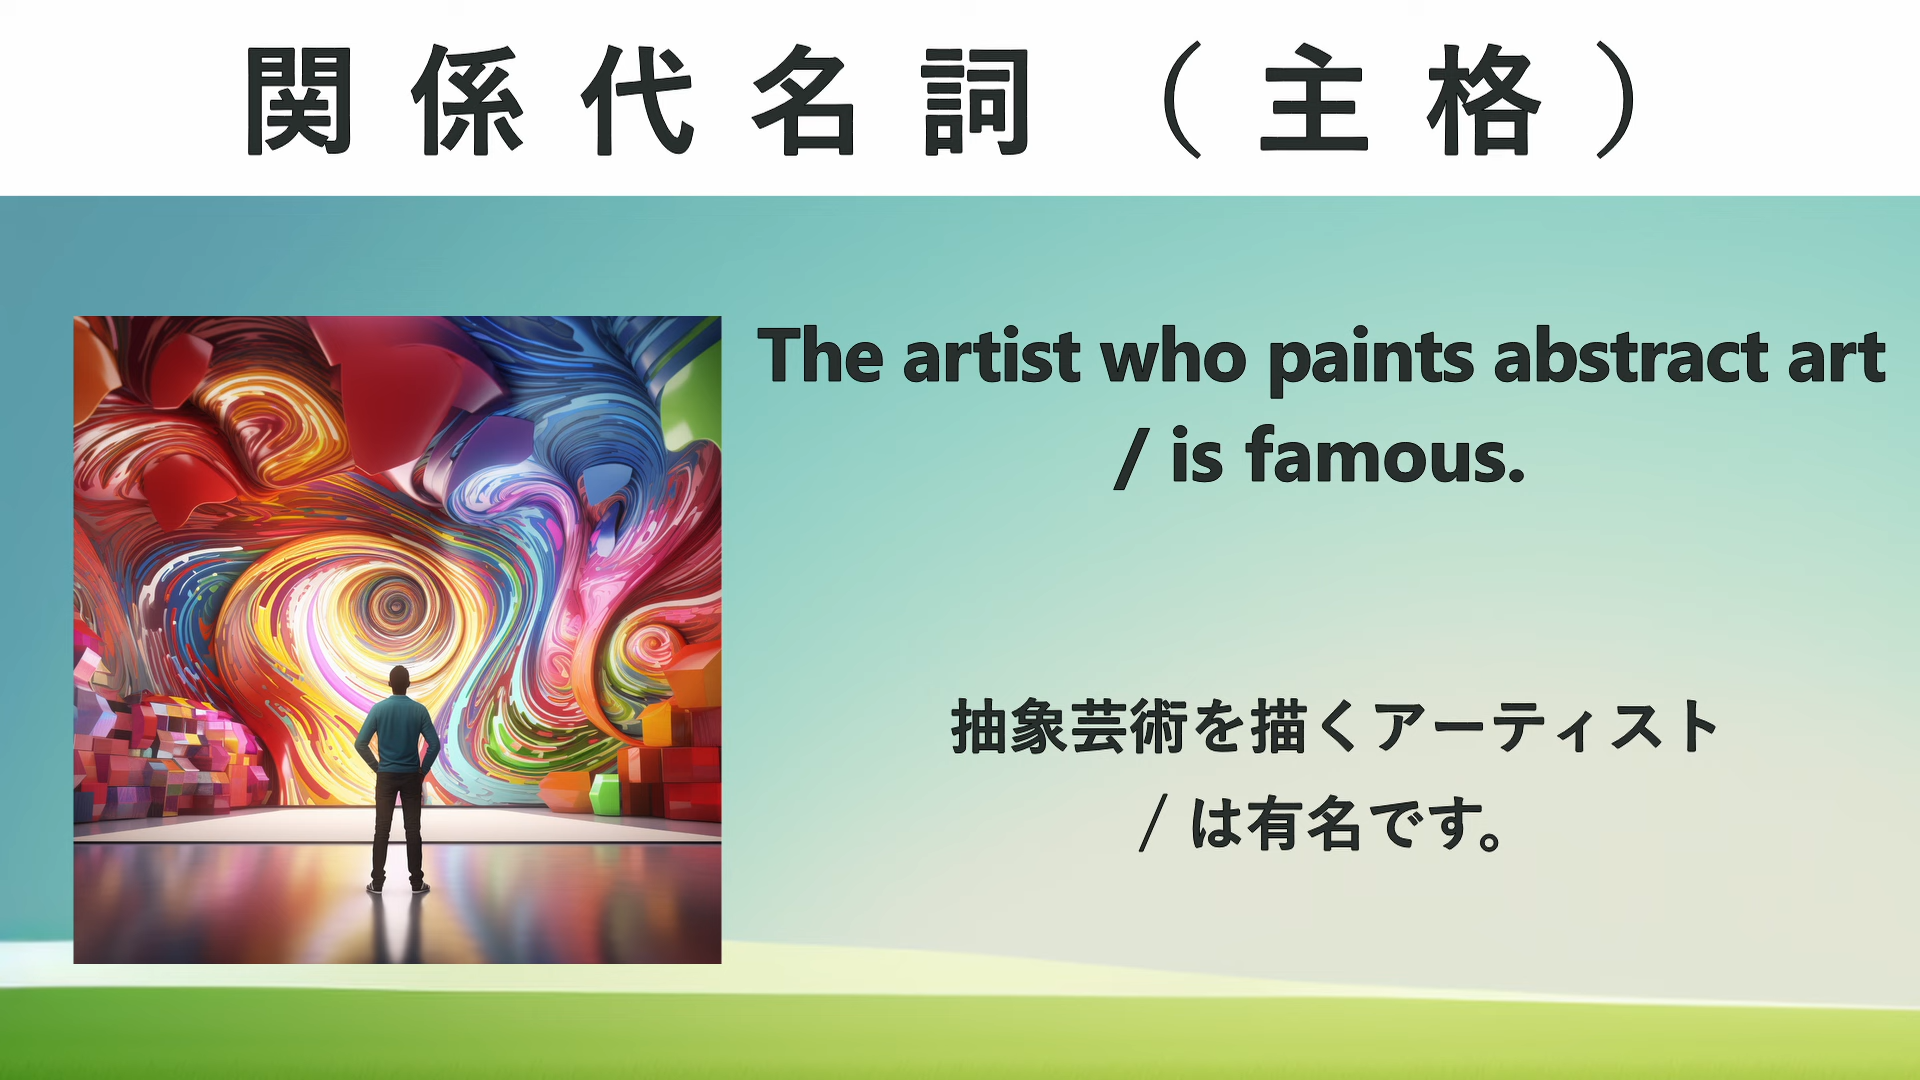 関係代名詞（主格）
The artist who paints abstract art
/ is famous.
抽象芸術を描くアーティスト
/ は有名です。